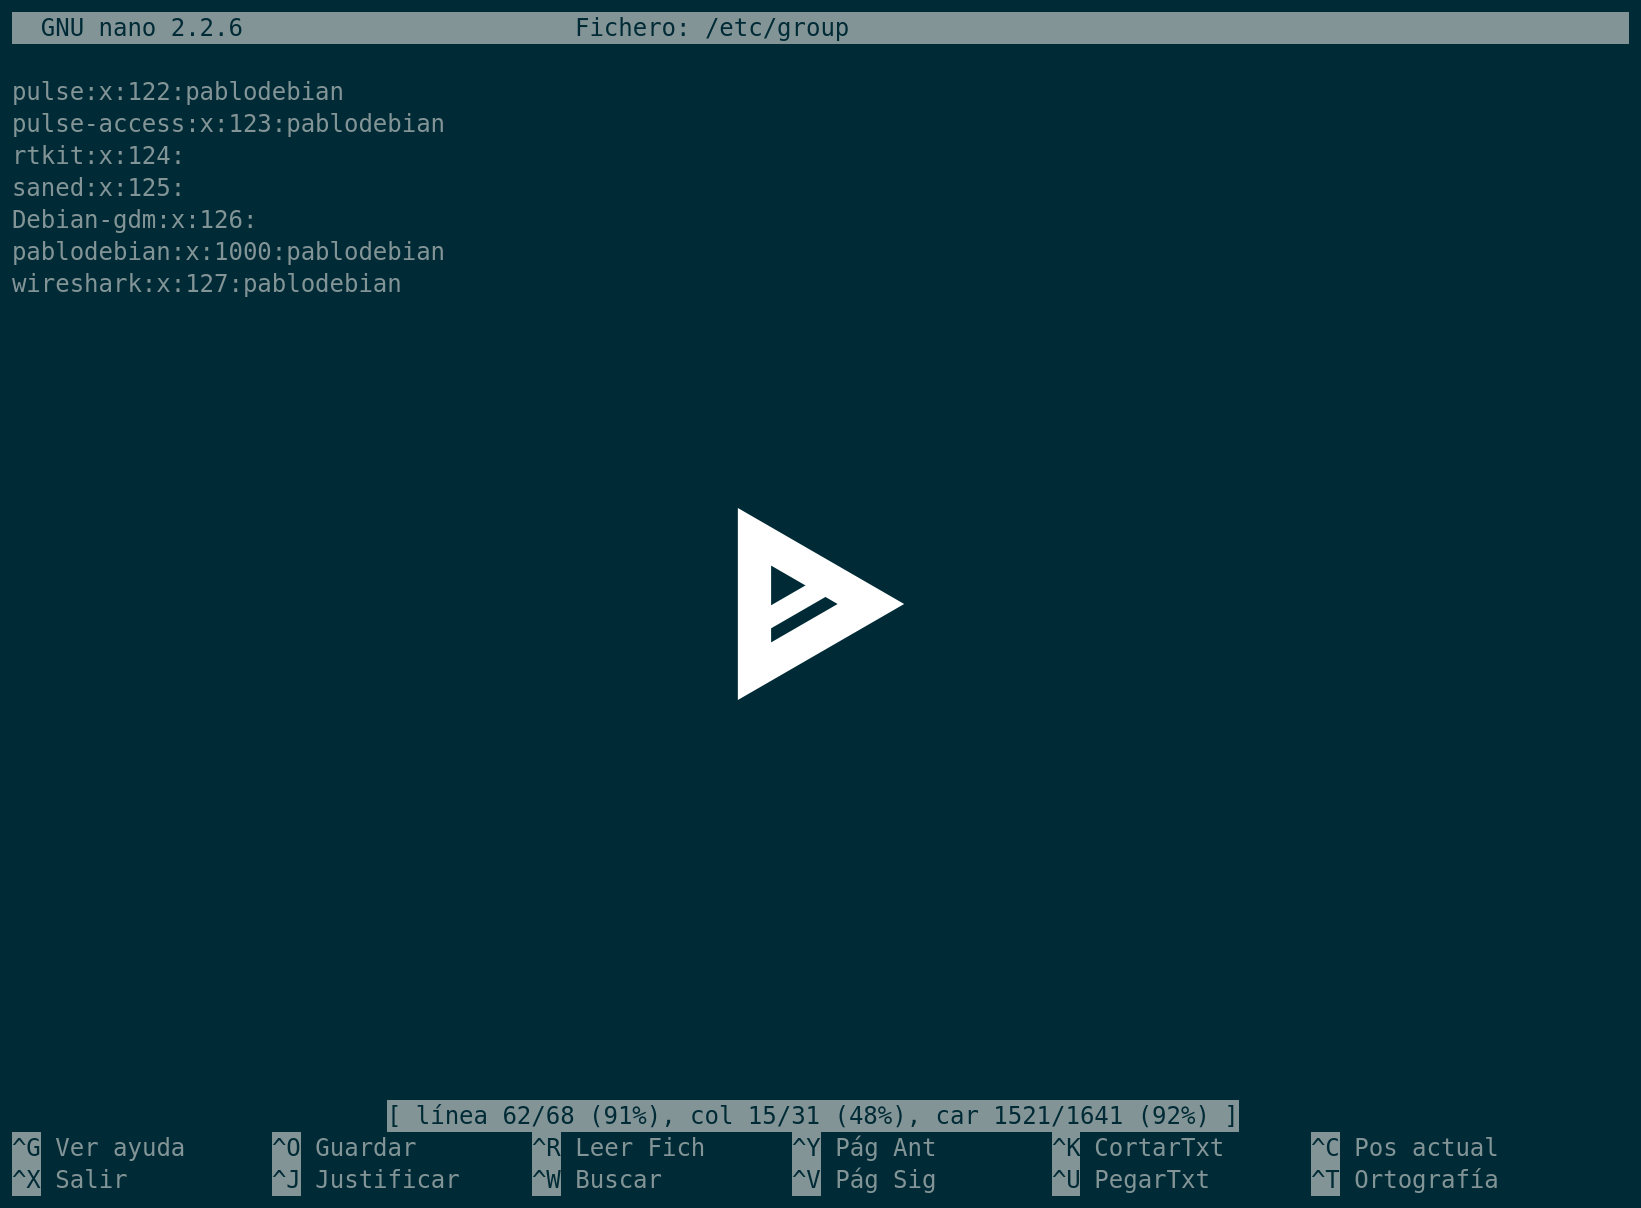 GNU nano 2.2.6 Fichero: /etc/group
pulse:x:122:pablodebian
pulse-access:x:123:pablodebian
rtkit:x:124:
saned:x:125:
Debian-gdm:x:126:
pablodebian:x:1000:pablodebian
wireshark:x:127:pablodebian
[ línea 62/68 (91%), col 15/31 (48%), car 1521/1641 (92%) ]
^G Ver ayuda ^O Guardar ^R Leer Fich ^Y Pág Ant ^K CortarTxt ^C Pos actual
^X Salir ^J Justificar ^W Buscar ^V Pág Sig ^U PegarTxt ^T Ortografía